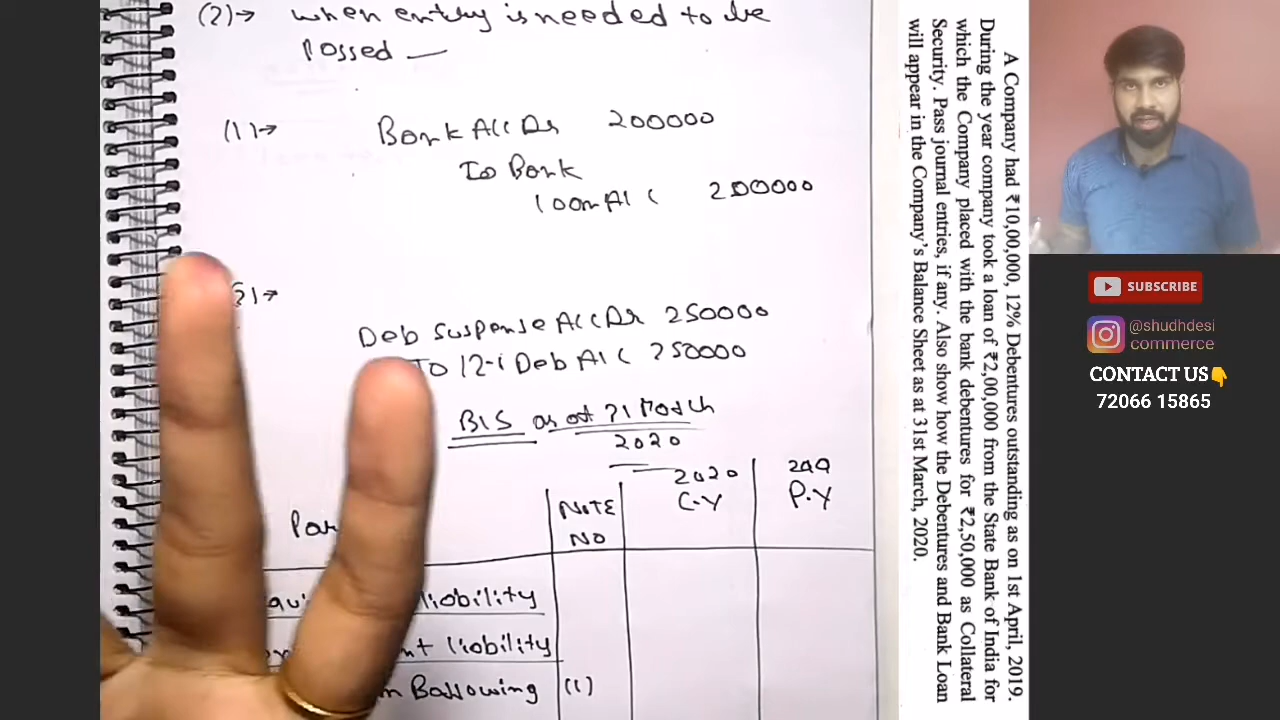 (2)→ when entry is needed to be
Passed —
(1)→ Bank A/c Dr 200000
To Bank
loan A/c 200000
Deb Suspense A/c Dr 250000
To 12-i Deb A/c 250000
B/S as at 31 March
2020
NOTE
NO
2020
C.Y
P.Y
liability
liability
Borrowing (1)
A Company had ₹10,00,000, 12% Debentures outstanding as on 1st April, 2019.
During the year company took a loan of ₹2,00,000 from the State Bank of India for
which the Company placed with the bank debentures for ₹2,50,000 as Collateral
Security. Pass journal entries, if any. Also show how the Debentures and Bank Loan
will appear in the Company's Balance Sheet as at 31st March, 2020.
SUBSCRIBE
@shudhdesi
commerce
CONTACT US👇
72066 15865